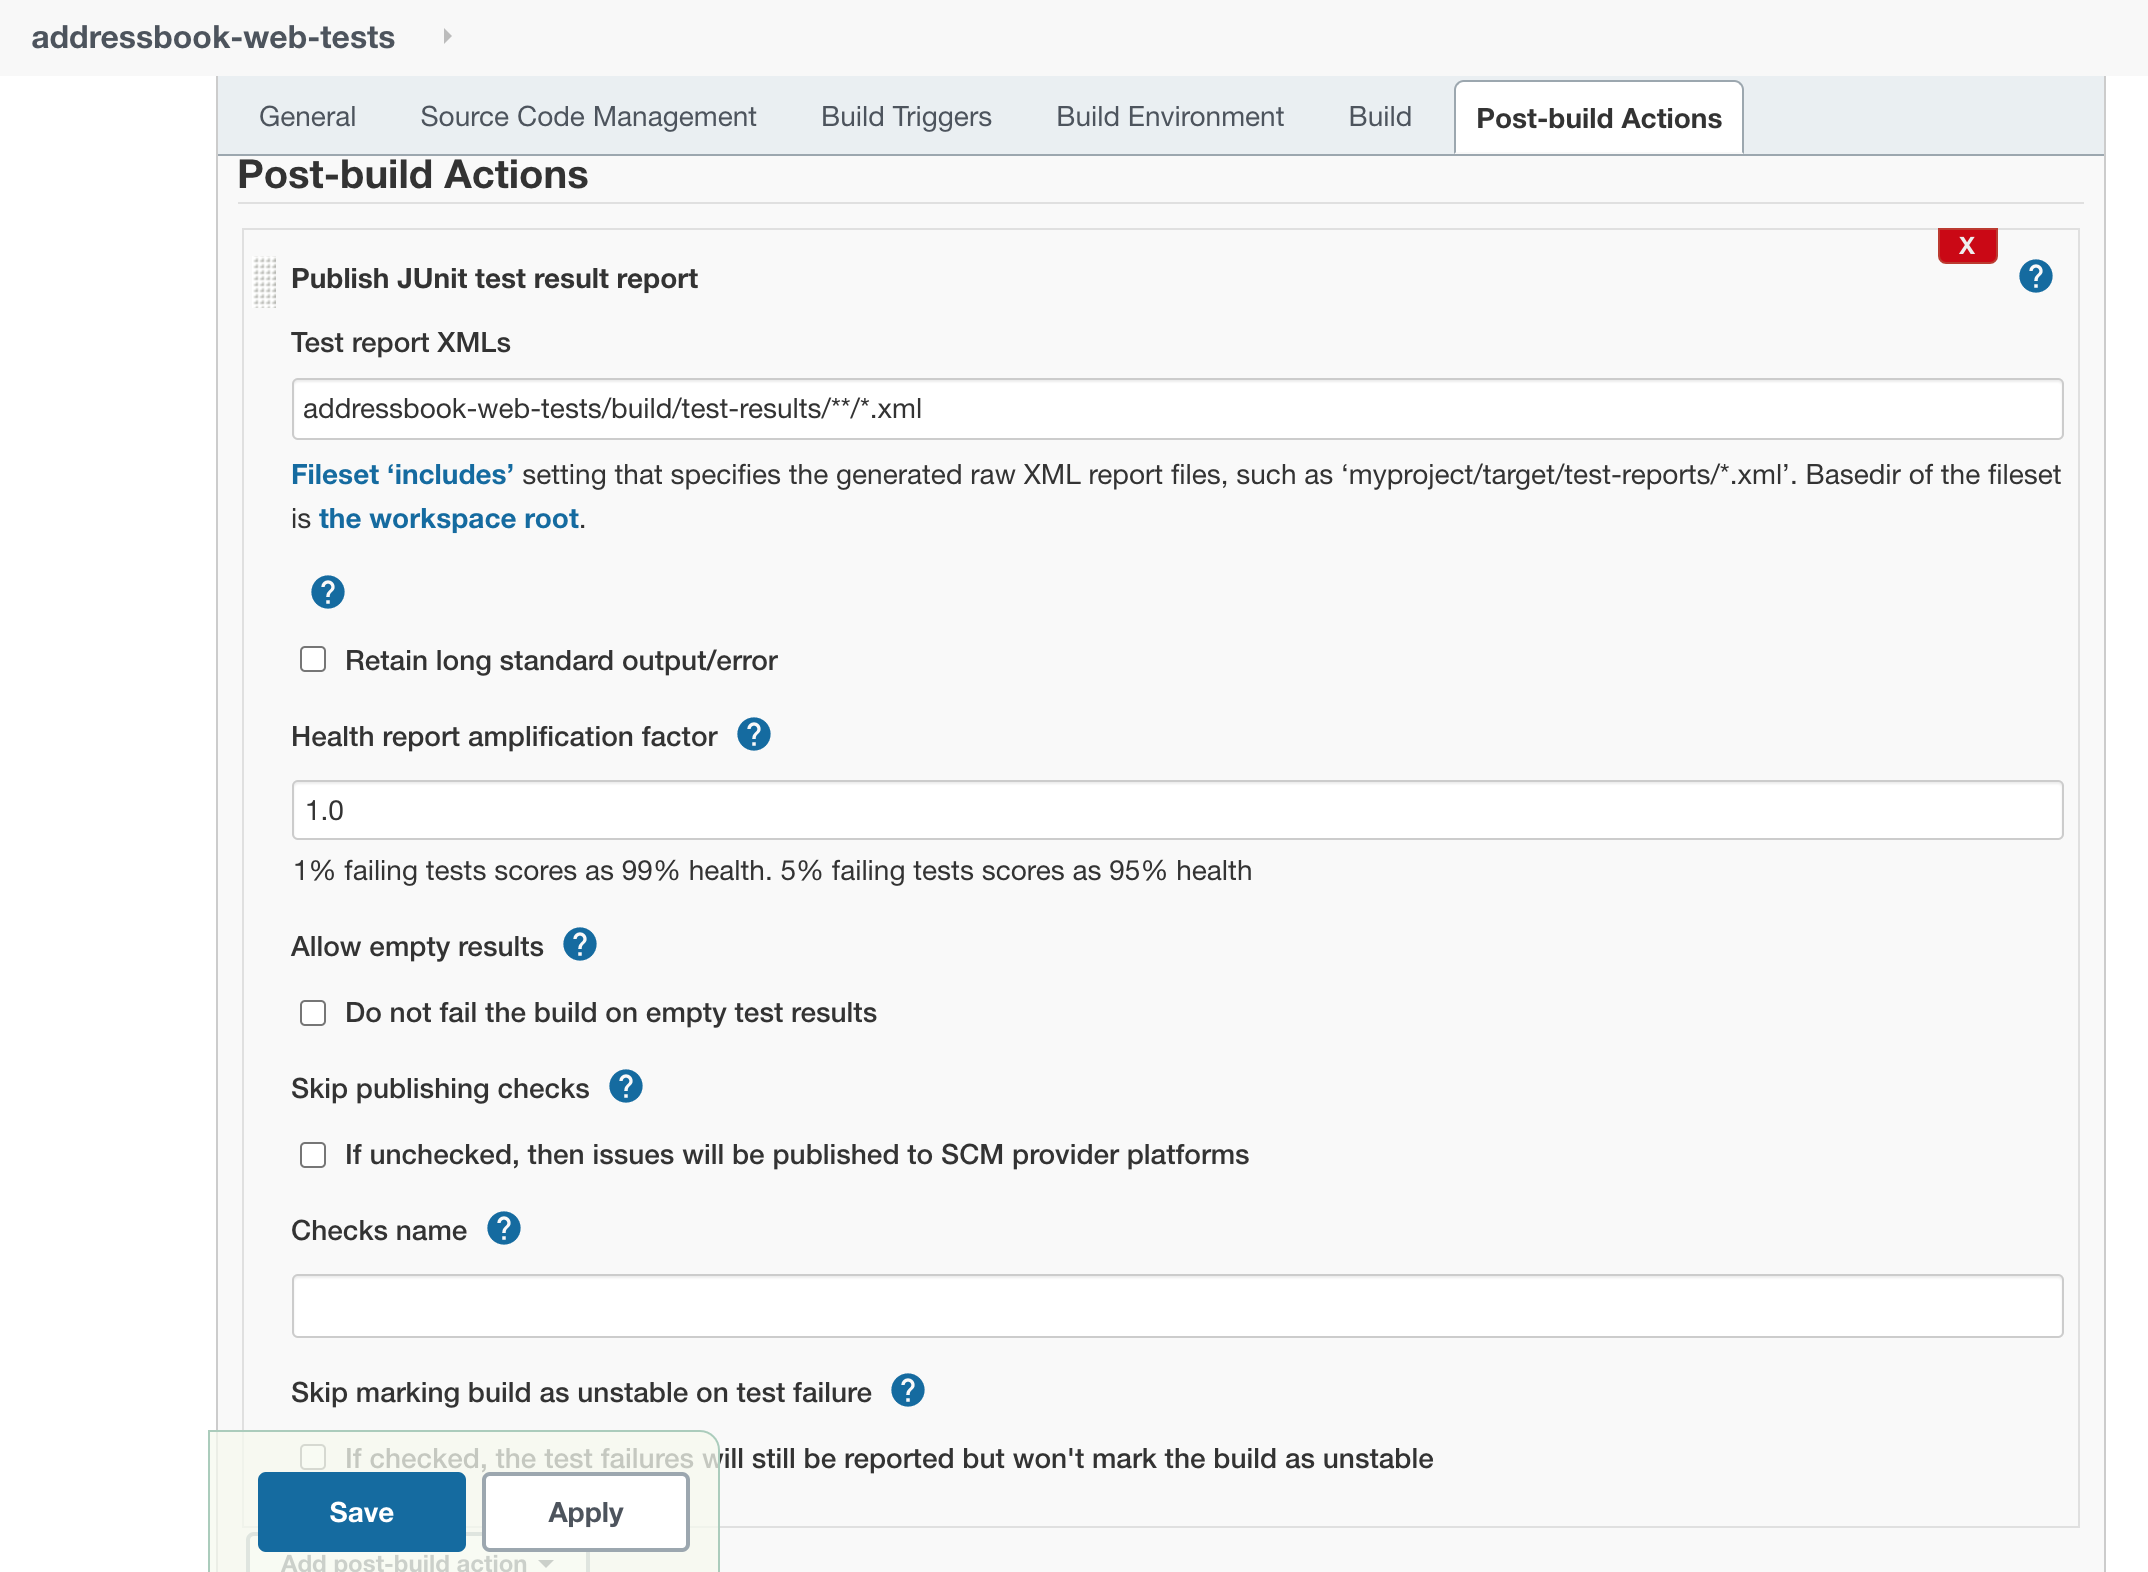 addressbook-web-tests
General Source Code Management Build Triggers Build Environment Build Post-build Actions
Post-build Actions
X
Publish JUnit test result report ?
Test report XMLs
addressbook-web-tests/build/test-results/**/*.xml
Fileset ‘includes’ setting that specifies the generated raw XML report files, such as ‘myproject/target/test-reports/*.xml’. Basedir of the fileset
is the workspace root.
?
Retain long standard output/error
Health report amplification factor ?
1.0
1% failing tests scores as 99% health. 5% failing tests scores as 95% health
Allow empty results ?
Do not fail the build on empty test results
Skip publishing checks ?
If unchecked, then issues will be published to SCM provider platforms
Checks name ?
Skip marking build as unstable on test failure ?
If checked, the test failures will still be reported but won't mark the build as unstable
Save Apply
Add post-build action